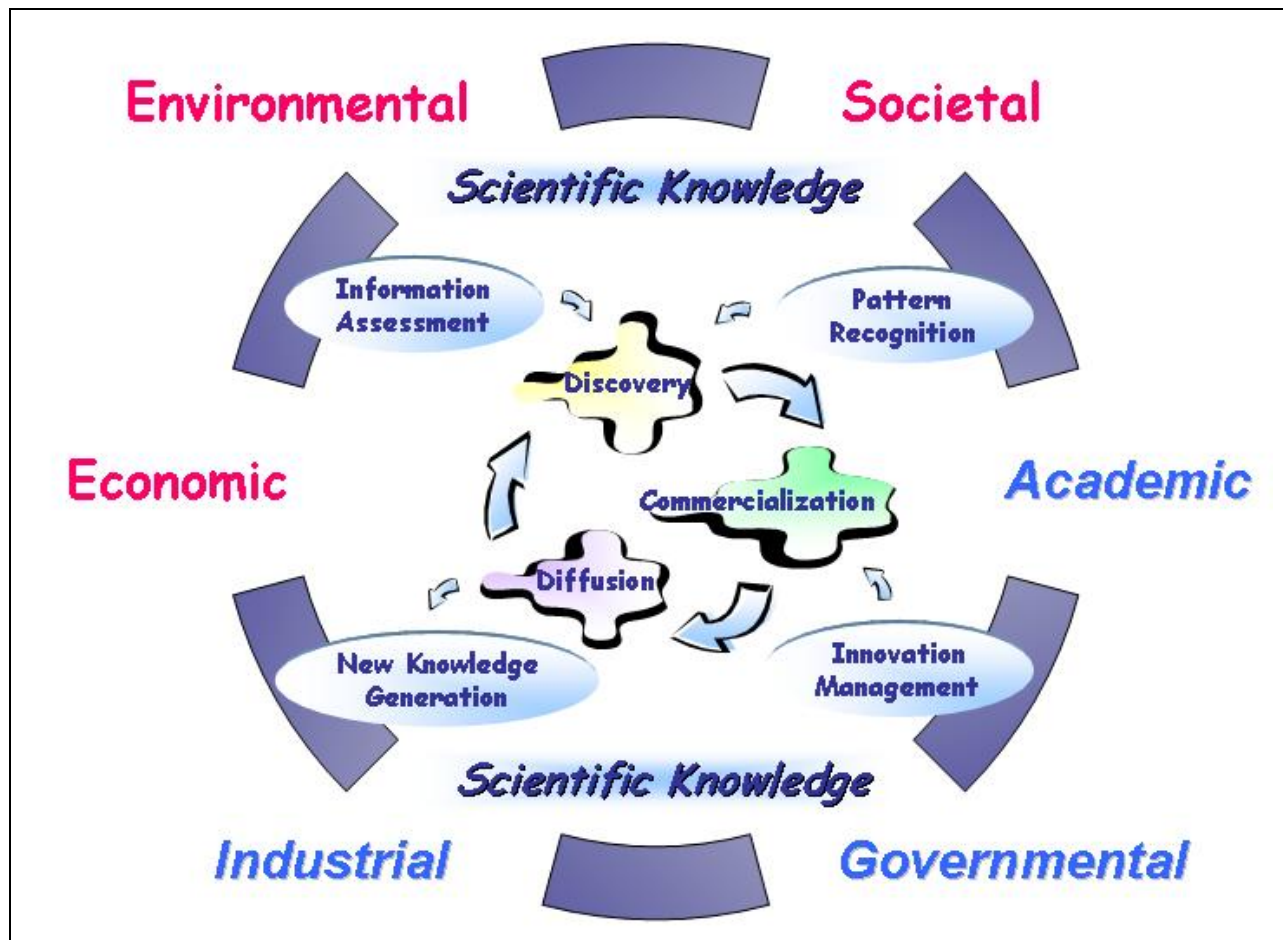 Environmental
Societal
Scientific Knowledge
Information
Assessment
Pattern
Recognition
Discovery
Economic
Academic
Commercialization
Diffusion
New Knowledge
Generation
Innovation
Management
Scientific Knowledge
Industrial
Governmental